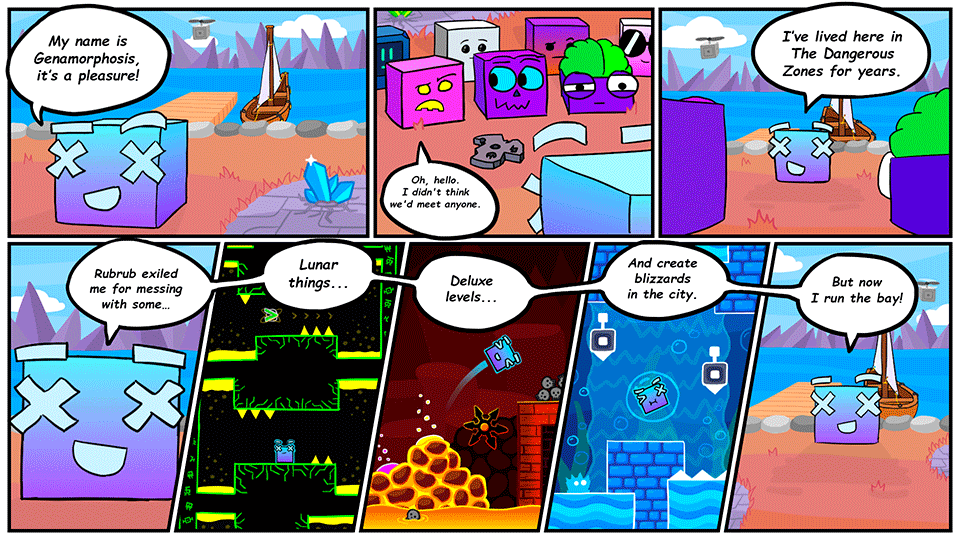 My name is
Genamorphosis,
it's a pleasure!
Oh, hello.
I didn't think
we'd meet anyone.
I've lived here in
The Dangerous
Zones for years.
Rubrub exiled
me for messing
with some...
Lunar
things...
Deluxe
levels...
And create
blizzards
in the city.
But now
I run the bay!